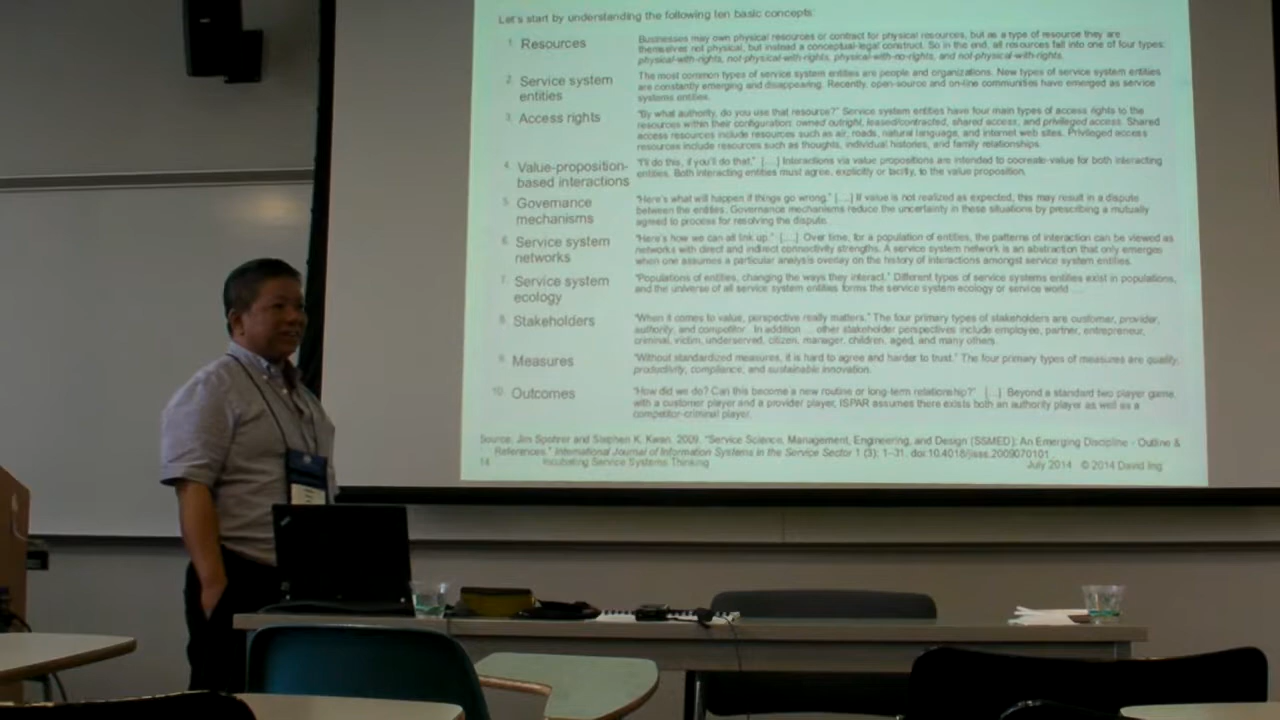 Let's start by understanding the following ten basic concepts:
1. Resources
Businesses may own physical resources or contract for physical resources, but as a type of resource they are
themselves not physical, but instead a conceptual-legal construct. So in the end, all resources fall into one of four types:
physical-with-rights, not-physical-with-rights, physical-with-no-rights, and not-physical-with-rights.
2. Service system
entities
The most common types of service system entities are people and organizations. New types of service system entities
are constantly emerging and disappearing. Recently, open-source and on-line communities have emerged as service
systems entities.
3. Access rights
"By what authority, do you use that resource?" Service system entities have four main types of access rights to the
resources within their configuration: owned outright, leased/contracted, shared access, and privileged access. Shared
access resources include resources such as air, roads, natural language, and internet web sites. Privileged access
resources include resources such as thoughts, individual histories, and family relationships.
4. Value-proposition-
based interactions
"I'll do this, if you'll do that." [....] Interactions via value propositions are intended to cocreate-value for both interacting
entities. Both interacting entities must agree, explicitly or tacitly, to the value proposition.
5. Governance
mechanisms
"Here's what will happen if things go wrong." [....] If value is not realized as expected, this may result in a dispute
between the entities. Governance mechanisms reduce the uncertainty in these situations by prescribing a mutually
agreed to process for resolving the dispute.
6. Service system
networks
"Here's how we can all link up." [....] Over time, for a population of entities, the patterns of interaction can be viewed as
networks with direct and indirect connectivity strengths. A service system network is an abstraction that only emerges
when one assumes a particular analysis overlay on the history of interactions amongst service system entities.
7. Service system
ecology
"Populations of entities, changing the ways they interact." Different types of service systems entities exist in populations,
and the universe of all service system entities forms the service system ecology or service world ....
8. Stakeholders
"When it comes to value, perspective really matters." The four primary types of stakeholders are customer, provider,
authority, and competitor. In addition ... other stakeholder perspectives include employee, partner, entrepreneur,
criminal, victim, underserved, citizen, manager, children, aged, and many others.
9. Measures
"Without standardized measures, it is hard to agree and harder to trust." The four primary types of measures are quality,
productivity, compliance, and sustainable innovation.
10. Outcomes
"How did we do? Can this become a new routine or long-term relationship?" [....] Beyond a standard two player game,
with a customer player and a provider player, ISPAR assumes there exists both an authority player as well as a
competitor-criminal player.
Source: Jim Spohrer and Stephen K. Kwan. 2009. "Service Science, Management, Engineering, and Design (SSMED): An Emerging Discipline - Outline &
References." International Journal of Information Systems in the Service Sector 1 (3): 1–31. doi:10.4018/jisss.2009070101.
14 Incubating Service Systems Thinking July 2014 © 2014 David Ing